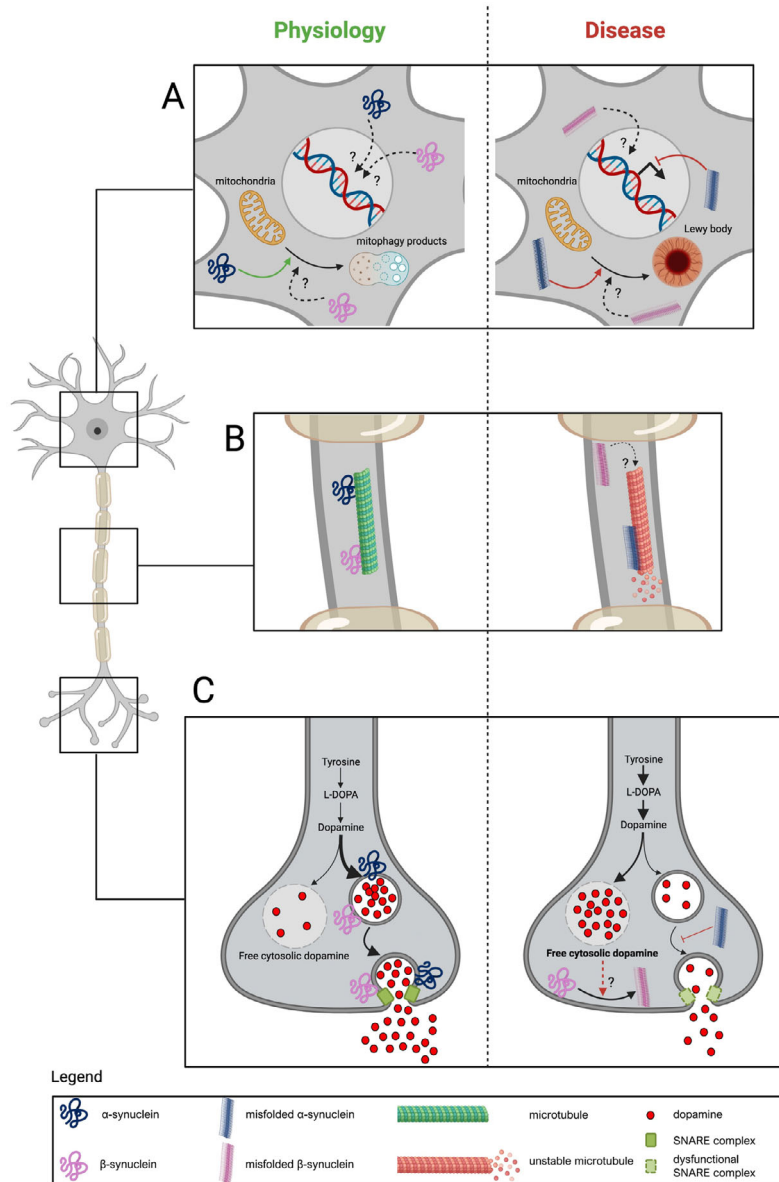 Physiology
Disease
A
?
?
mitochondria
mitophagy products
?
?
mitochondria
Lewy body
?
B
?
C
Tyrosine
L-DOPA
Dopamine
Free cytosolic dopamine
Tyrosine
L-DOPA
Dopamine
Free cytosolic dopamine
?
Legend
α-synuclein
misfolded α-synuclein
microtubule
dopamine
SNARE complex
β-synuclein
misfolded β-synuclein
unstable microtubule
dysfunctional
SNARE complex